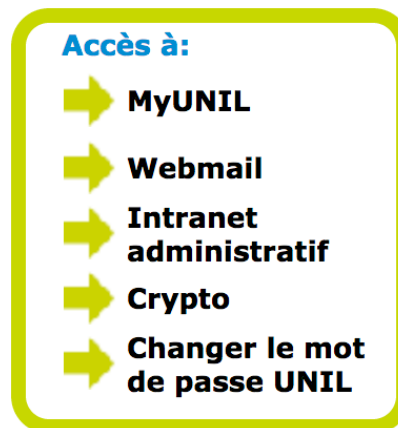 Accès à:
MyUNIL
Webmail
Intranet
administratif
Crypto
Changer le mot
de passe UNIL